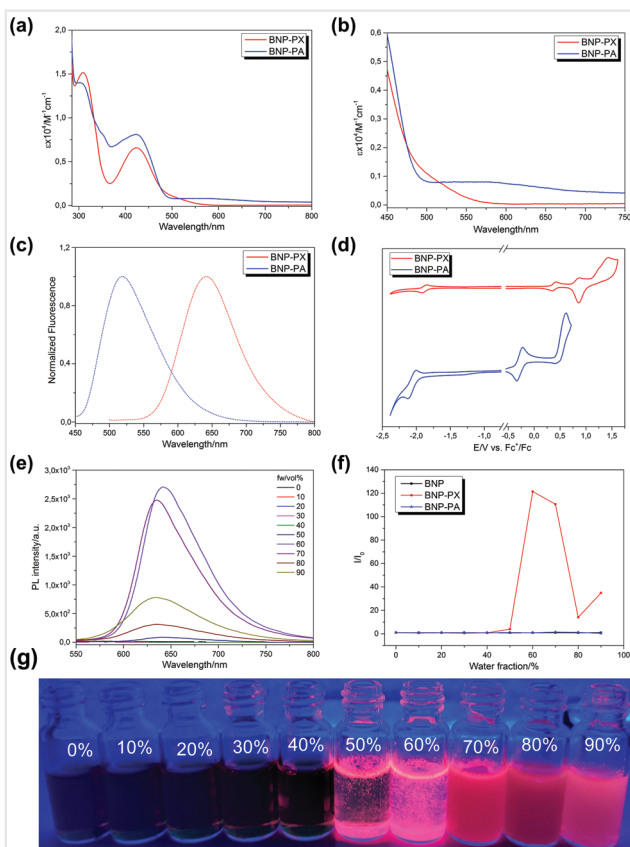 (a)
BNP-PX
BNP-PA
2,0
1,5
1,0
0,5
0,0
εx10⁴/M⁻¹cm⁻¹
300 400 500 600 700 800
Wavelength/nm
(b)
BNP-PX
BNP-PA
0,6
0,5
0,4
0,3
0,2
0,1
0,0
εx10⁴/M⁻¹cm⁻¹
450 500 550 600 650 700 750
Wavelength/nm
(c)
BNP-PX
BNP-PA
1,2
0,8
0,4
0,0
Normalized Fluorescence
450 500 550 600 650 700 750 800
Wavelength/nm
(d)
BNP-PX
BNP-PA
-2,0 -1,5 -1,0 -0,5 0,0 0,5 1,0 1,5
E/V vs. Fc⁺/Fc
(e)
fw/vol%
0
10
20
30
40
50
60
70
80
90
3,0x10³
2,5x10³
2,0x10³
1,5x10³
1,0x10³
5,0x10²
0,0
PL intensity/a.u.
550 600 650 700 750 800
Wavelength/nm
(f)
BNP
BNP-PX
BNP-PA
140
120
100
80
60
40
20
0
I/I₀
0 20 40 60 80 100
Water fraction/%
(g)
0% 10% 20% 30% 40% 50% 60% 70% 80% 90%